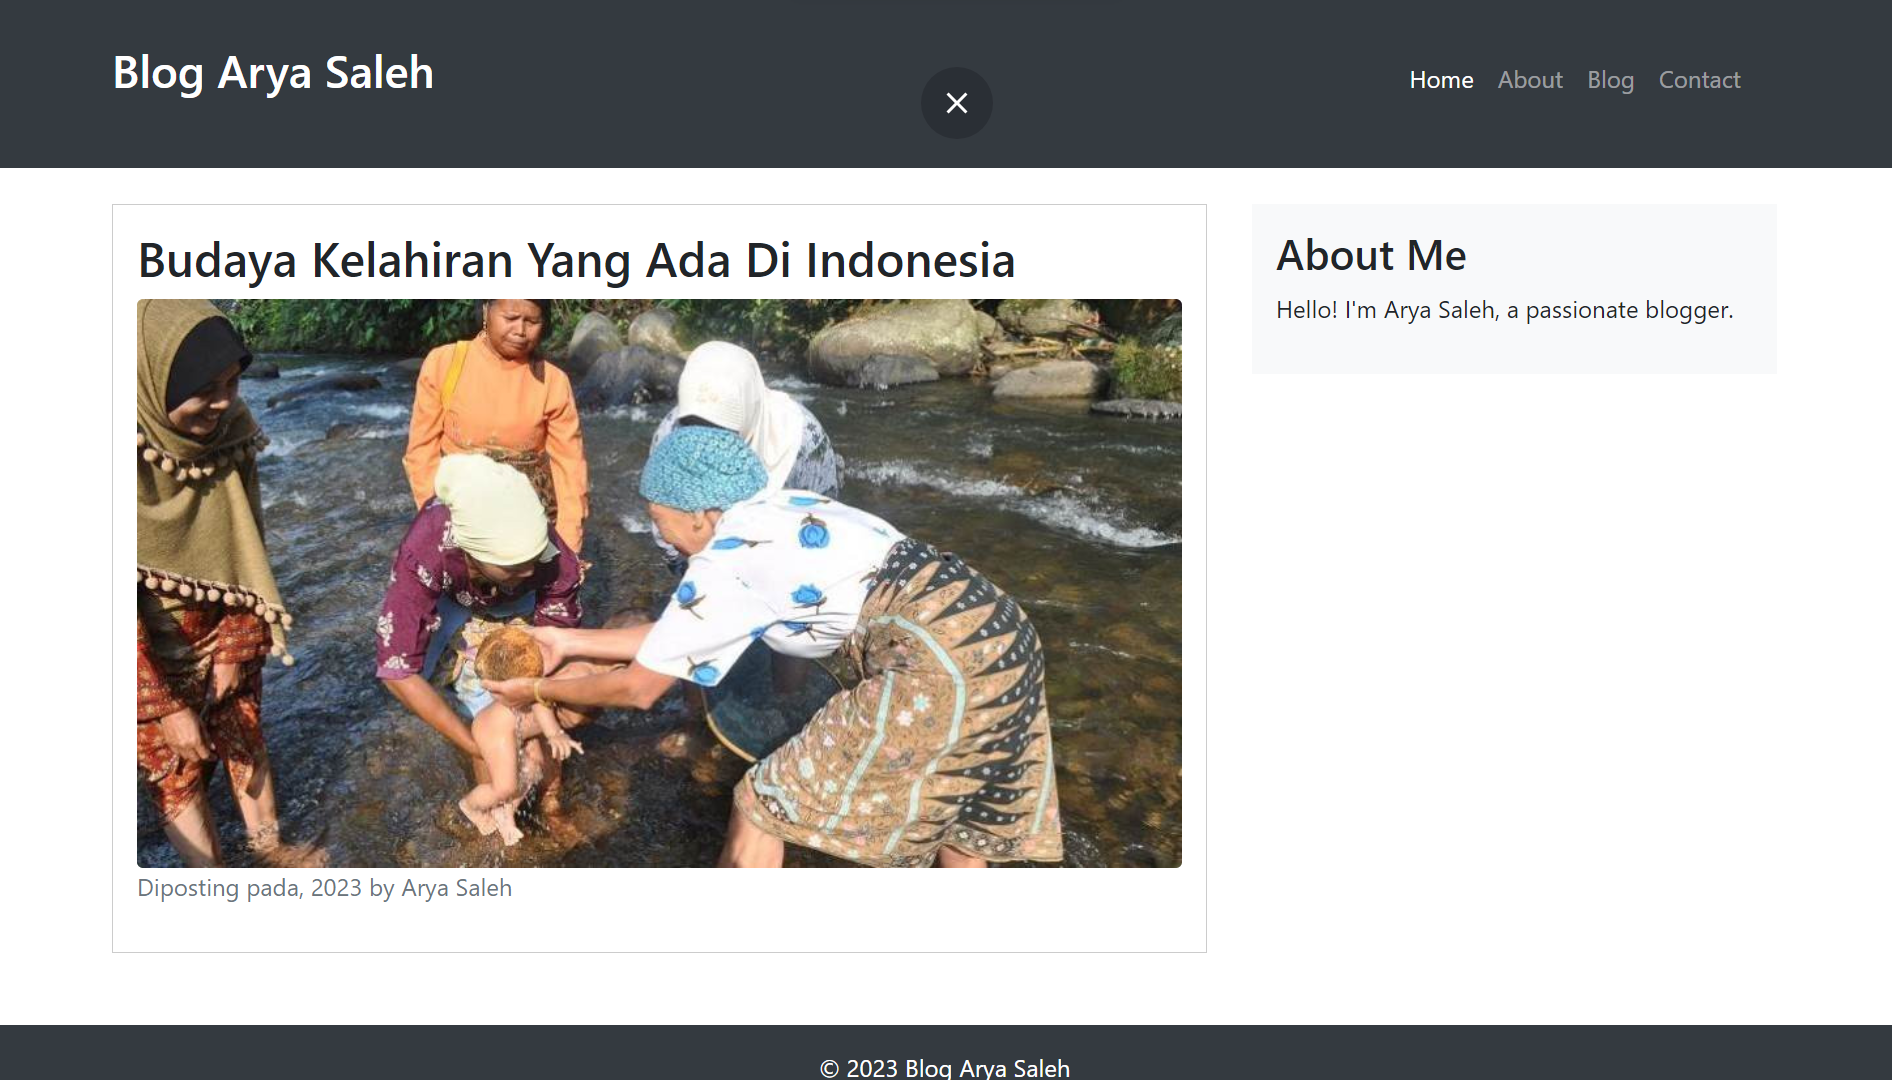 Blog Arya Saleh
Home About Blog Contact
Budaya Kelahiran Yang Ada Di Indonesia
Diposting pada, 2023 by Arya Saleh
About Me
Hello! I'm Arya Saleh, a passionate blogger.
© 2023 Blog Arya Saleh